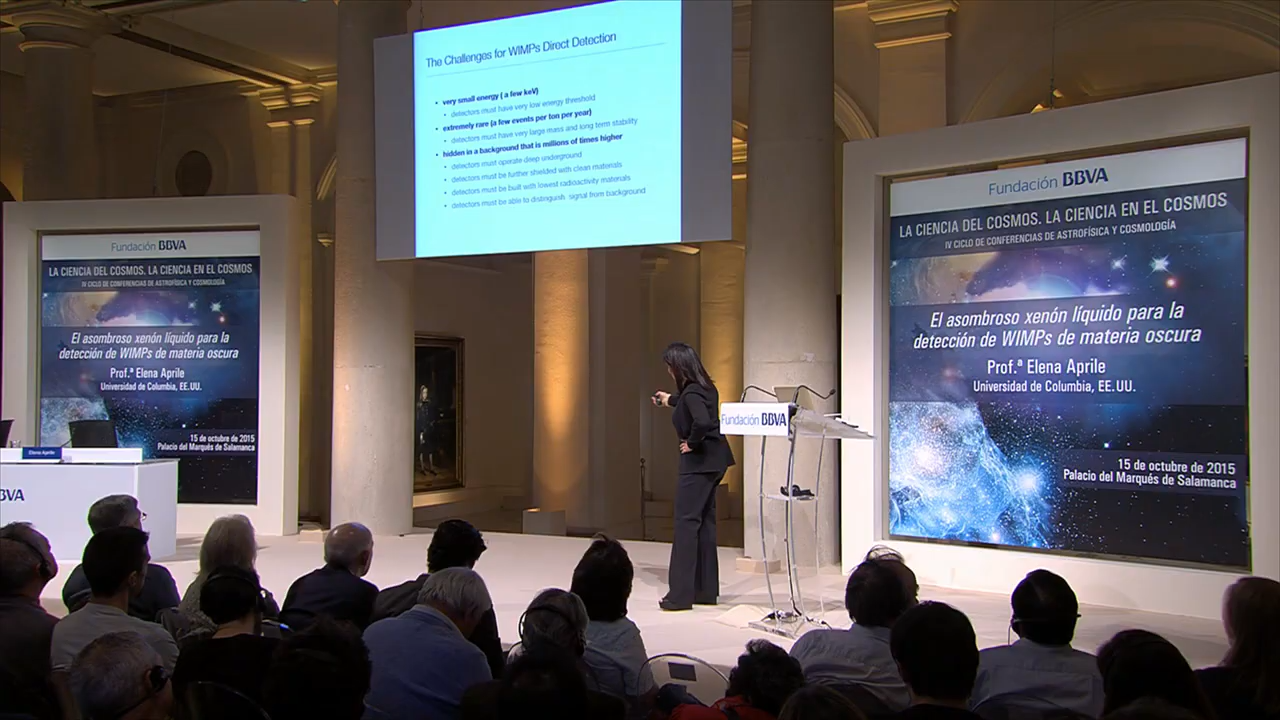 The Challenges for WIMPs Direct Detection
• very small energy ( a few keV)
• detectors must have very low energy threshold
• extremely rare (a few events per ton per year)
• detectors must have very large mass and long term stability
• hidden in a background that is millions of times higher
• detectors must operate deep underground
• detectors must be further shielded with clean materials
• detectors must be built with lowest radioactivity materials
• detectors must be able to distinguish signal from background
Fundación BBVA
LA CIENCIA DEL COSMOS. LA CIENCIA EN EL COSMOS
IV CICLO DE CONFERENCIAS DE ASTROFÍSICA Y COSMOLOGÍA
El asombroso xenón líquido para la
detección de WIMPs de materia oscura
Prof.ª Elena Aprile
Universidad de Columbia, EE.UU.
15 de octubre de 2015
Palacio del Marqués de Salamanca
Elena Aprile
BBVA
Fundación BBVA
Fundación BBVA
LA CIENCIA DEL COSMOS. LA CIENCIA EN EL COSMOS
IV CICLO DE CONFERENCIAS DE ASTROFÍSICA Y COSMOLOGÍA
El asombroso xenón líquido para la
detección de WIMPs de materia oscura
Prof.ª Elena Aprile
Universidad de Columbia, EE.UU.
15 de octubre de 2015
Palacio del Marqués de Salamanca